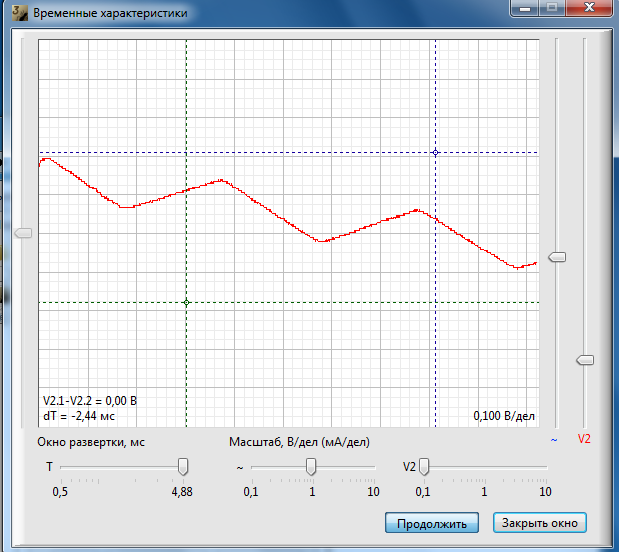 Временные характеристики
V2.1-V2.2 = 0,00 В
dT = -2,44 мс
0,100 В/дел
~
V2
Окно развертки, мс
Масштаб, В/дел (мА/дел)
T
~
V2
0,5
4,88
0,1
1
10
0,1
1
10
Продолжить
Закрыть окно